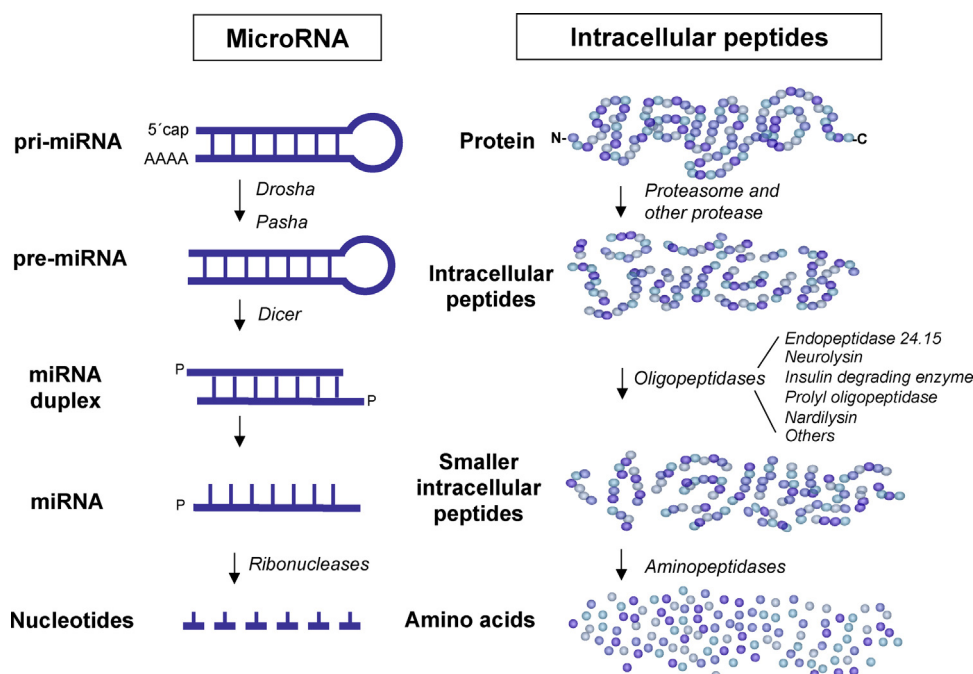 MicroRNA
pri-miRNA
5´cap
AAAA
Drosha
Pasha
pre-miRNA
Dicer
miRNA
duplex
P
P
miRNA
P
Ribonucleases
Nucleotides
Intracellular peptides
Protein
N-
-C
Proteasome and
other protease
Intracellular
peptides
Oligopeptidases
Endopeptidase 24.15
Neurolysin
Insulin degrading enzyme
Prolyl oligopeptidase
Nardilysin
Others
Smaller
intracellular
peptides
Aminopeptidases
Amino acids